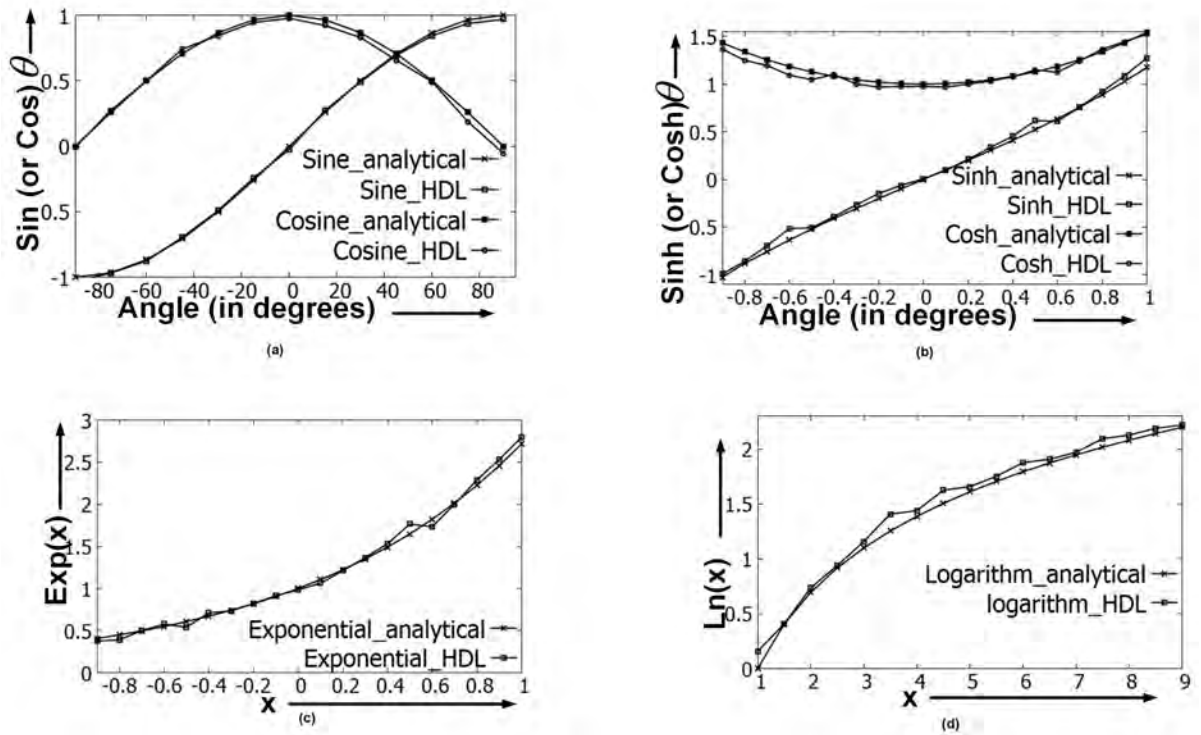 1
0.5
0
0.5
-1
Sin (or Cos) θ
Sine_analytical
Sine_HDL
Cosine_analytical
Cosine_HDL
-80 -60 -40 -20 0 20 40 60 80
Angle (in degrees)
(a)
1.5
1
0.5
0
-0.5
-1
Sinh (or Cosh)θ
Sinh_analytical
Sinh_HDL
Cosh_analytical
Cosh_HDL
-0.8 -0.6 -0.4 -0.2 0 0.2 0.4 0.6 0.8 1
Angle (in degrees)
(b)
3
2.5
2
1.5
1
0.5
0
Exp(x)
Exponential_analytical
Exponential_HDL
-0.8 -0.6 -0.4 -0.2 0 0.2 0.4 0.6 0.8 1
x
(c)
2
1.5
1
0.5
0
Ln(x)
Logarithm_analytical
logarithm_HDL
1 2 3 4 5 6 7 8 9
x
(d)